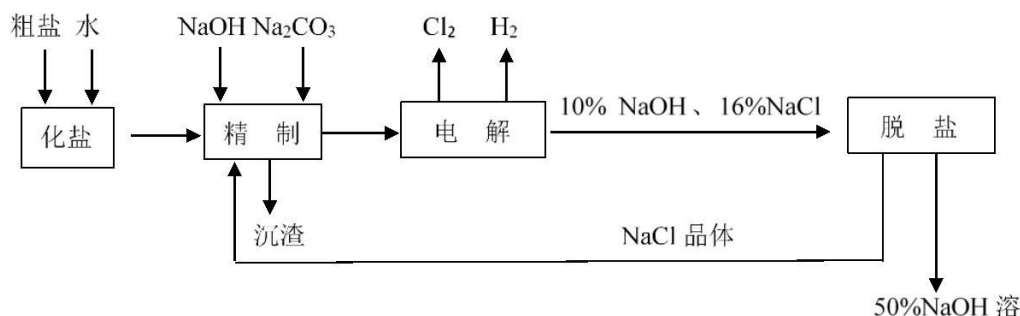 粗盐 水
NaOH Na₂CO₃
Cl₂ H₂
化盐
精 制
电 解
10% NaOH、16%NaCl
脱 盐
沉渣
NaCl 晶体
50%NaOH 溶